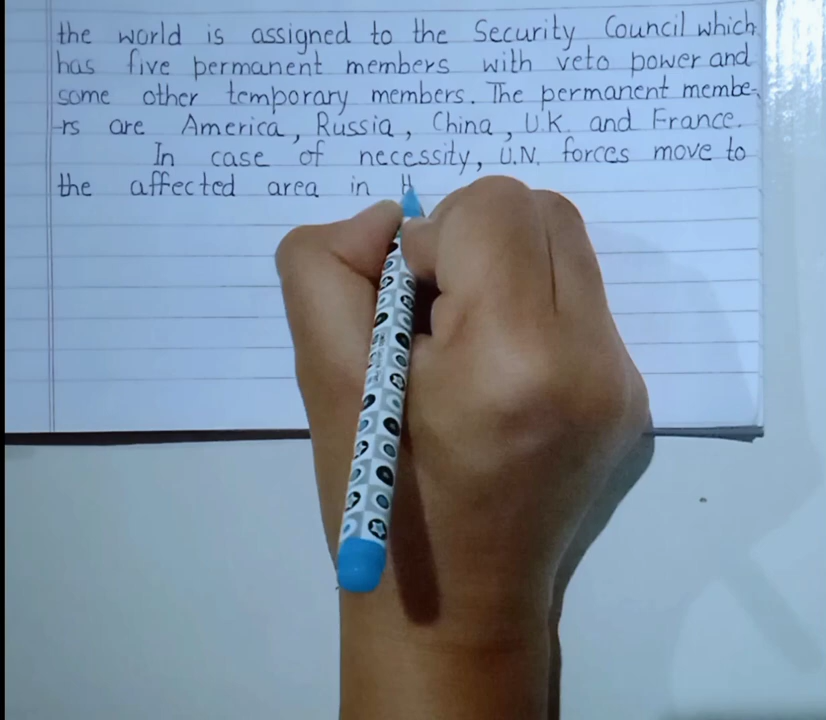 the world is assigned to the Security Council which
has five permanent members with veto power and
some other temporary members. The permanent membe-
-rs are America, Russia, China, U.K. and France.
In case of necessity, U.N. forces move to
the affected area in